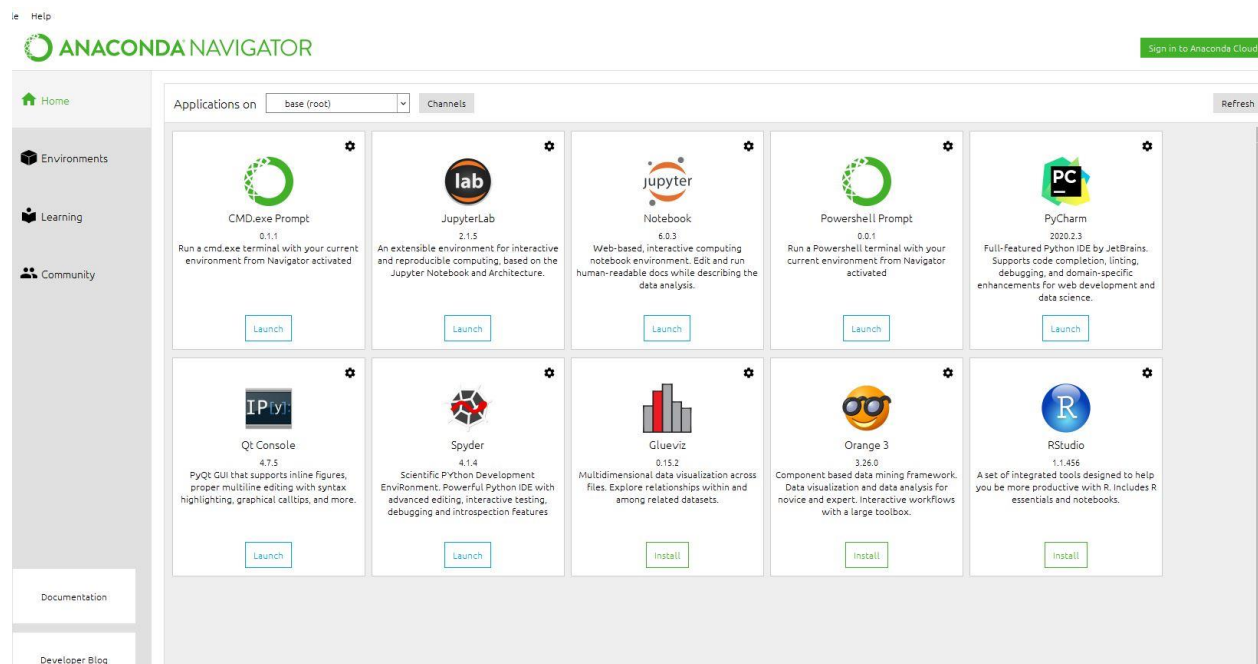 Help
ANACONDA NAVIGATOR
Sign in to Anaconda Cloud
Home
Environments
Learning
Community
Documentation
Developer Blog
Applications on base (root) Channels Refresh
CMD.exe Prompt
0.1.1
Run a cmd.exe terminal with your current
environment from Navigator activated
Launch
lab
JupyterLab
2.1.5
An extensible environment for interactive
and reproducible computing, based on the
Jupyter Notebook and Architecture.
Launch
jupyter
Notebook
6.0.3
Web-based, interactive computing
notebook environment. Edit and run
human-readable docs while describing the
data analysis.
Launch
Powershell Prompt
0.0.1
Run a Powershell terminal with your
current environment from Navigator
activated
Launch
PC
PyCharm
2020.2.3
Full-featured Python IDE by JetBrains.
Supports code completion, linting,
debugging, and domain-specific
enhancements for web development and
data science.
Launch
IP[y]:
Qt Console
4.7.5
PyQt GUI that supports inline figures,
proper multiline editing with syntax
highlighting, graphical calltips, and more.
Launch
Spyder
4.1.4
Scientific PYthon Development
EnviRonment. Powerful Python IDE with
advanced editing, interactive testing,
debugging and introspection features
Launch
Glueviz
0.15.2
Multidimensional data visualization across
files. Explore relationships within and
among related datasets.
Install
Orange 3
3.26.0
Component based data mining framework.
Data visualization and data analysis for
novice and expert. Interactive workflows
with a large toolbox.
Install
R
RStudio
1.1.456
A set of integrated tools designed to help
you be more productive with R. Includes R
essentials and notebooks.
Install